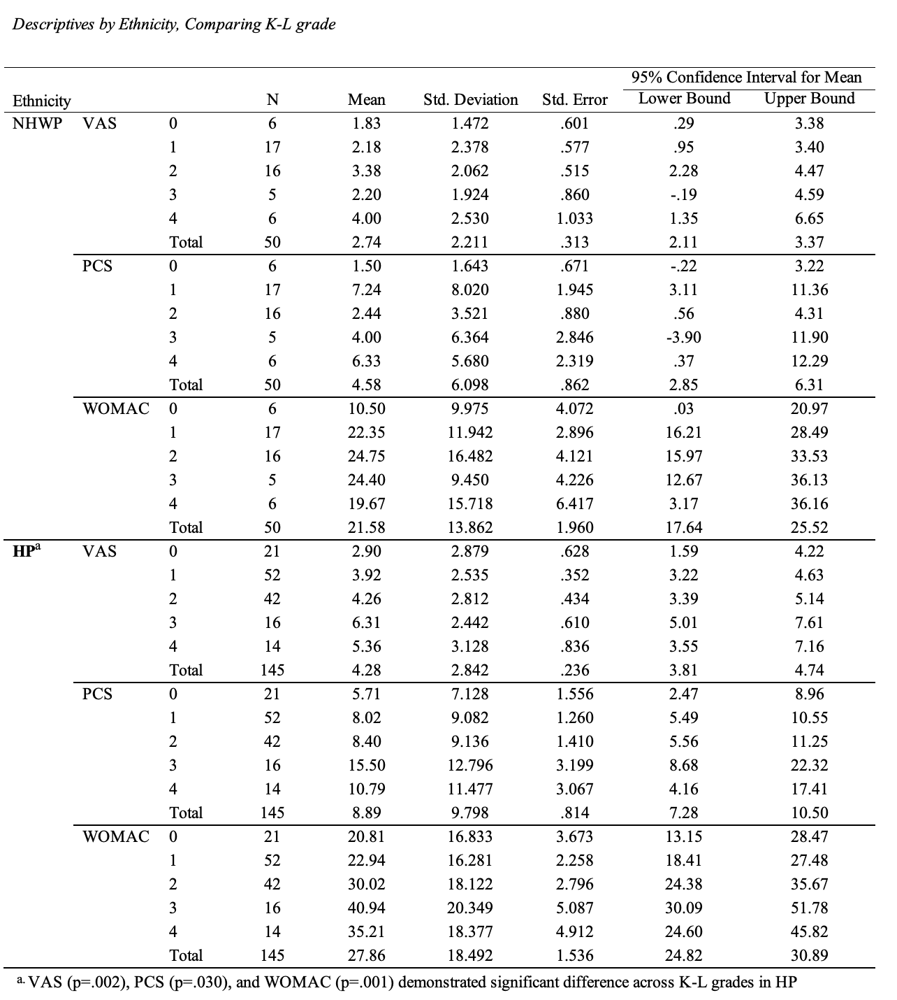 Descriptives by Ethnicity, Comparing K-L grade
95% Confidence Interval for Mean
Ethnicity N Mean Std. Deviation Std. Error Lower Bound Upper Bound
NHWP VAS 0 6 1.83 1.472 .601 .29 3.38
1 17 2.18 2.378 .577 .95 3.40
2 16 3.38 2.062 .515 2.28 4.47
3 5 2.20 1.924 .860 -.19 4.59
4 6 4.00 2.530 1.033 1.35 6.65
Total 50 2.74 2.211 .313 2.11 3.37
PCS 0 6 1.50 1.643 .671 -.22 3.22
1 17 7.24 8.020 1.945 3.11 11.36
2 16 2.44 3.521 .880 .56 4.31
3 5 4.00 6.364 2.846 -3.90 11.90
4 6 6.33 5.680 2.319 .37 12.29
Total 50 4.58 6.098 .862 2.85 6.31
WOMAC 0 6 10.50 9.975 4.072 .03 20.97
1 17 22.35 11.942 2.896 16.21 28.49
2 16 24.75 16.482 4.121 15.97 33.53
3 5 24.40 9.450 4.226 12.67 36.13
4 6 19.67 15.718 6.417 3.17 36.16
Total 50 21.58 13.862 1.960 17.64 25.52
HPa VAS 0 21 2.90 2.879 .628 1.59 4.22
1 52 3.92 2.535 .352 3.22 4.63
2 42 4.26 2.812 .434 3.39 5.14
3 16 6.31 2.442 .610 5.01 7.61
4 14 5.36 3.128 .836 3.55 7.16
Total 145 4.28 2.842 .236 3.81 4.74
PCS 0 21 5.71 7.128 1.556 2.47 8.96
1 52 8.02 9.082 1.260 5.49 10.55
2 42 8.40 9.136 1.410 5.56 11.25
3 16 15.50 12.796 3.199 8.68 22.32
4 14 10.79 11.477 3.067 4.16 17.41
Total 145 8.89 9.798 .814 7.28 10.50
WOMAC 0 21 20.81 16.833 3.673 13.15 28.47
1 52 22.94 16.281 2.258 18.41 27.48
2 42 30.02 18.122 2.796 24.38 35.67
3 16 40.94 20.349 5.087 30.09 51.78
4 14 35.21 18.377 4.912 24.60 45.82
Total 145 27.86 18.492 1.536 24.82 30.89
a. VAS (p=.002), PCS (p=.030), and WOMAC (p=.001) demonstrated significant difference across K-L grades in HP